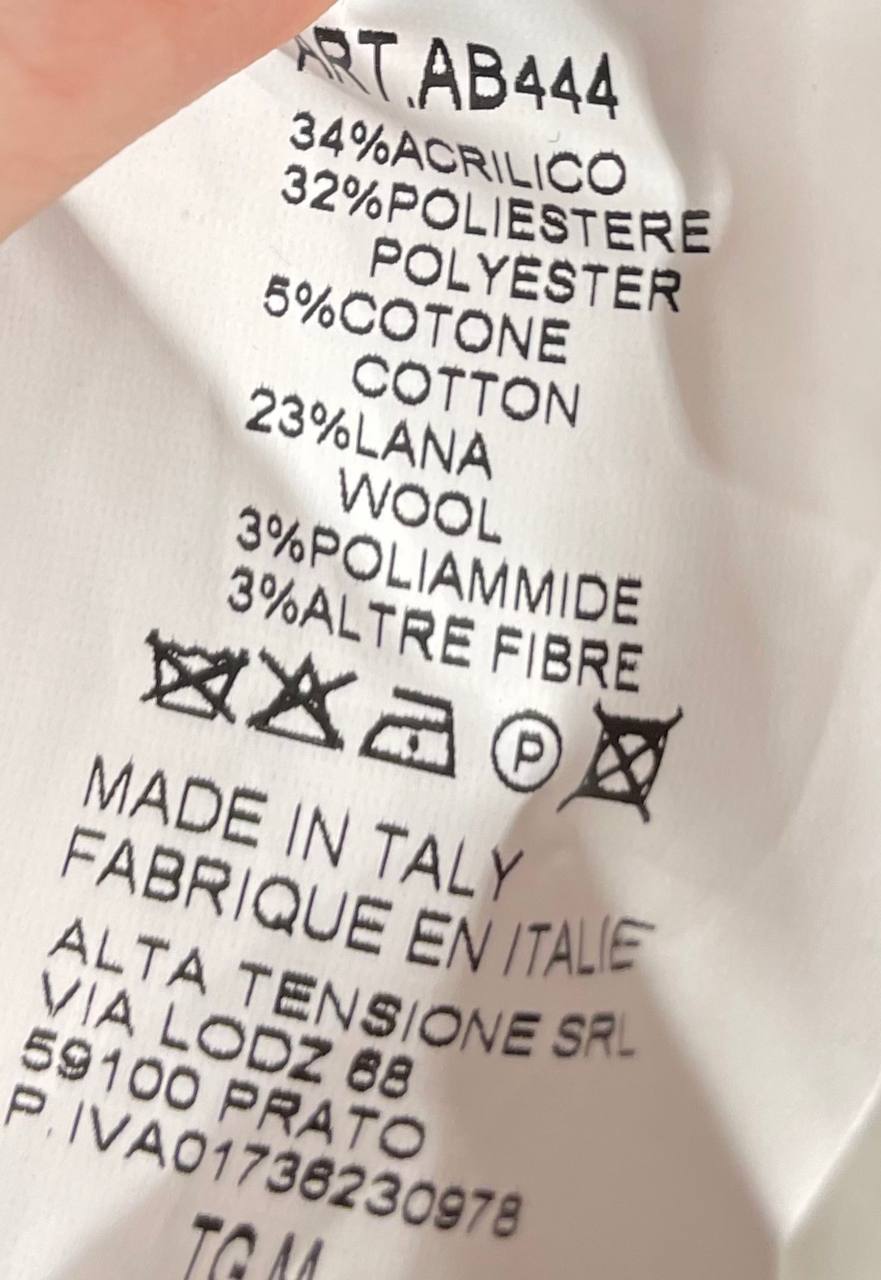 ART.AB444
34%ACRILICO
32%POLIESTERE
POLYESTER
5%COTONE
COTTON
23%LANA
WOOL
3%POLIAMMIDE
3%ALTRE FIBRE
P
MADE IN ITALY
FABRIQUE EN ITALIE
ALTA TENSIONE SRL
VIA LODZ 68
59100 PRATO
P.IVA01736230978
TG.M